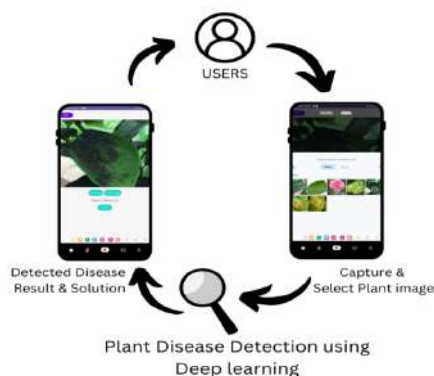 USERS
Detected Disease
Result & Solution
Capture &
Select Plant image
Plant Disease Detection using
Deep learning